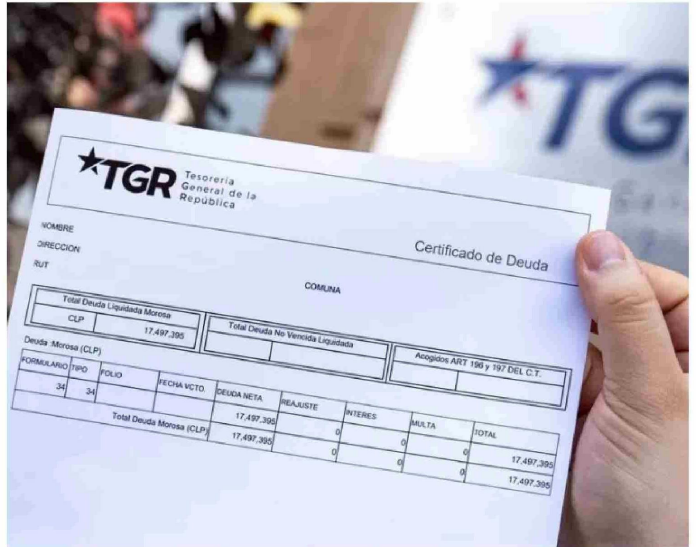 TG
TGR
Tesorería
General de la
República
Certificado de Deuda
NOMBRE
DIRECCION
RUT
COMUNA
Total Deuda Liquidada Morosa
CLP 17,497,395
Total Deuda No Vencida Liquidada
Acogidos ART 196 y 197 DEL C.T.
Deuda :Morosa (CLP)
FORMULARIO TIPO FOLIO FECHA VCTO. DEUDA NETA REAJUSTE INTERES MULTA TOTAL
34 34 17,497,395 0 0 0 17,497,395
Total Deuda Morosa (CLP) 17,497,395 0 0 0 17,497,395